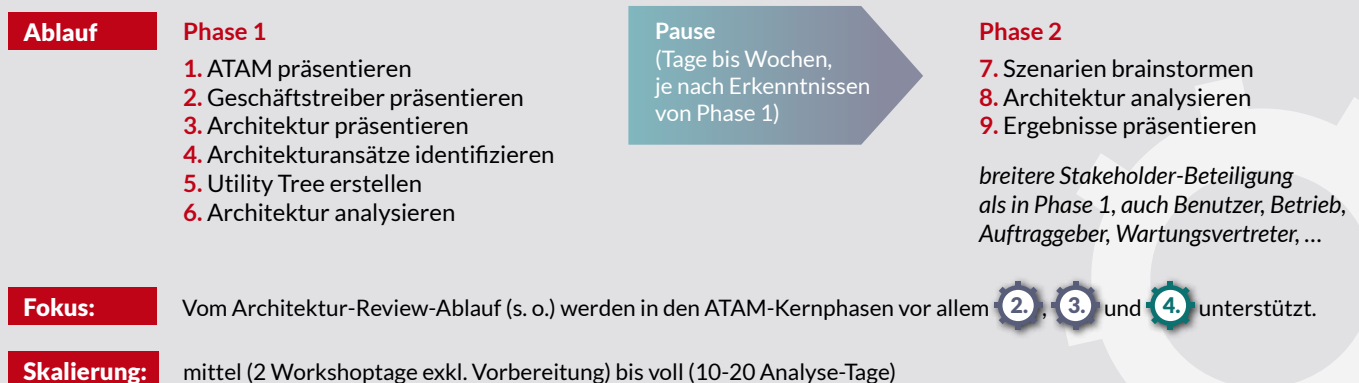 Ablauf
Phase 1
1. ATAM präsentieren
2. Geschäftstreiber präsentieren
3. Architektur präsentieren
4. Architekturansätze identifizieren
5. Utility Tree erstellen
6. Architektur analysieren
Pause
(Tage bis Wochen,
je nach Erkenntnissen
von Phase 1)
Phase 2
7. Szenarien brainstormen
8. Architektur analysieren
9. Ergebnisse präsentieren
breitere Stakeholder-Beteiligung
als in Phase 1, auch Benutzer, Betrieb,
Auftraggeber, Wartungsvertreter, …
Fokus: Vom Architektur-Review-Ablauf (s. o.) werden in den ATAM-Kernphasen vor allem 2., 3. und 4. unterstützt.
Skalierung: mittel (2 Workshoptage exkl. Vorbereitung) bis voll (10-20 Analyse-Tage)